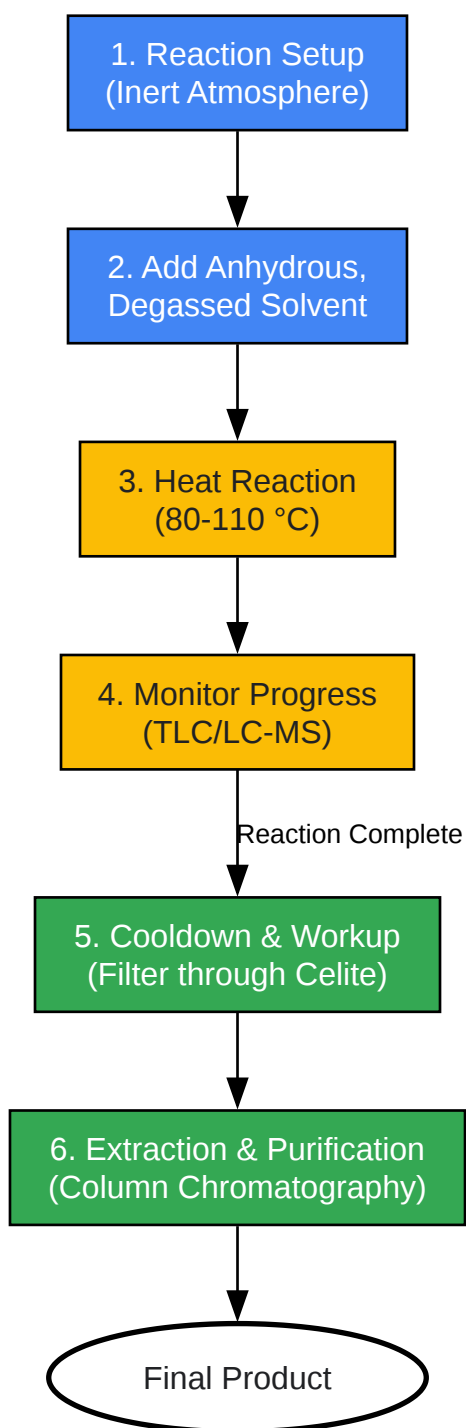 1. Reaction Setup
(Inert Atmosphere)
2. Add Anhydrous,
Degassed Solvent
3. Heat Reaction
(80-110 °C)
4. Monitor Progress
(TLC/LC-MS)
Reaction Complete
5. Cooldown & Workup
(Filter through Celite)
6. Extraction & Purification
(Column Chromatography)
Final Product